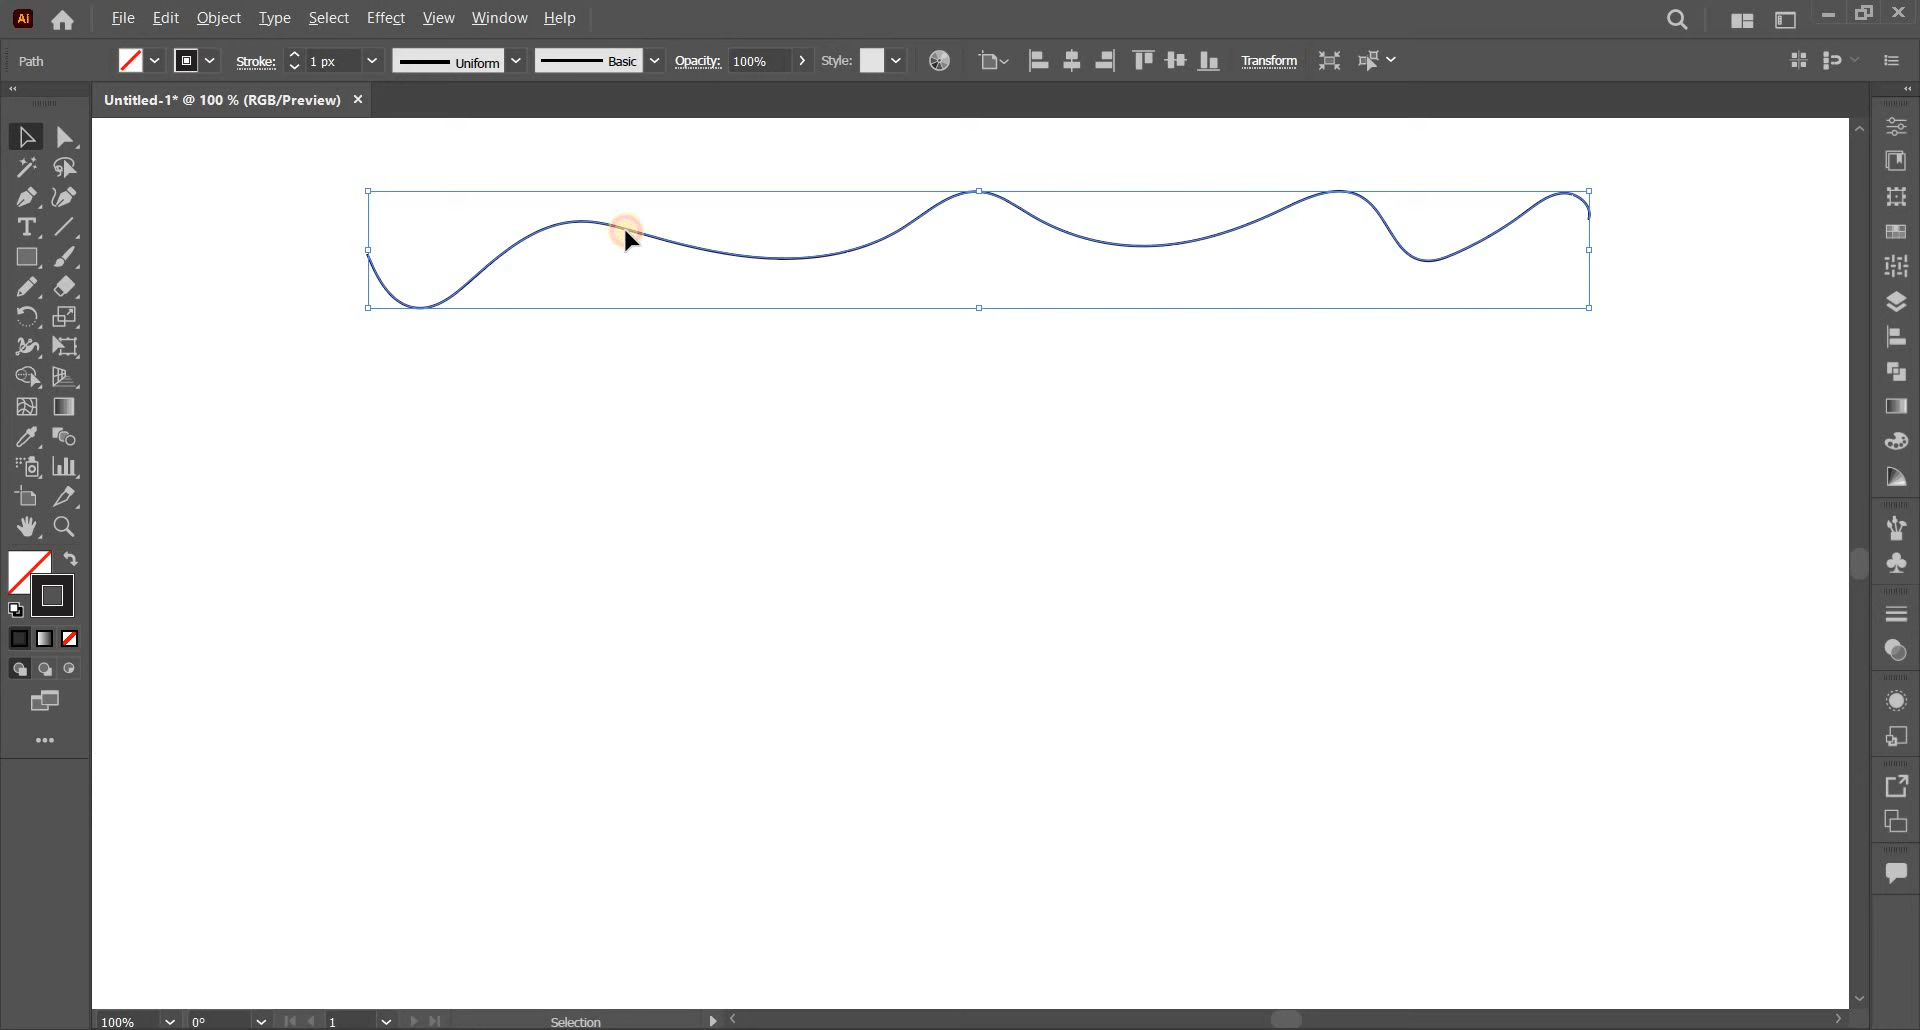 Ai File Edit Object Type Select Effect View Window Help
Path Stroke: 1 px Uniform Basic Opacity: 100% Style: Transform
Untitled-1* @ 100 % (RGB/Preview)
100% 0° 1 Selection